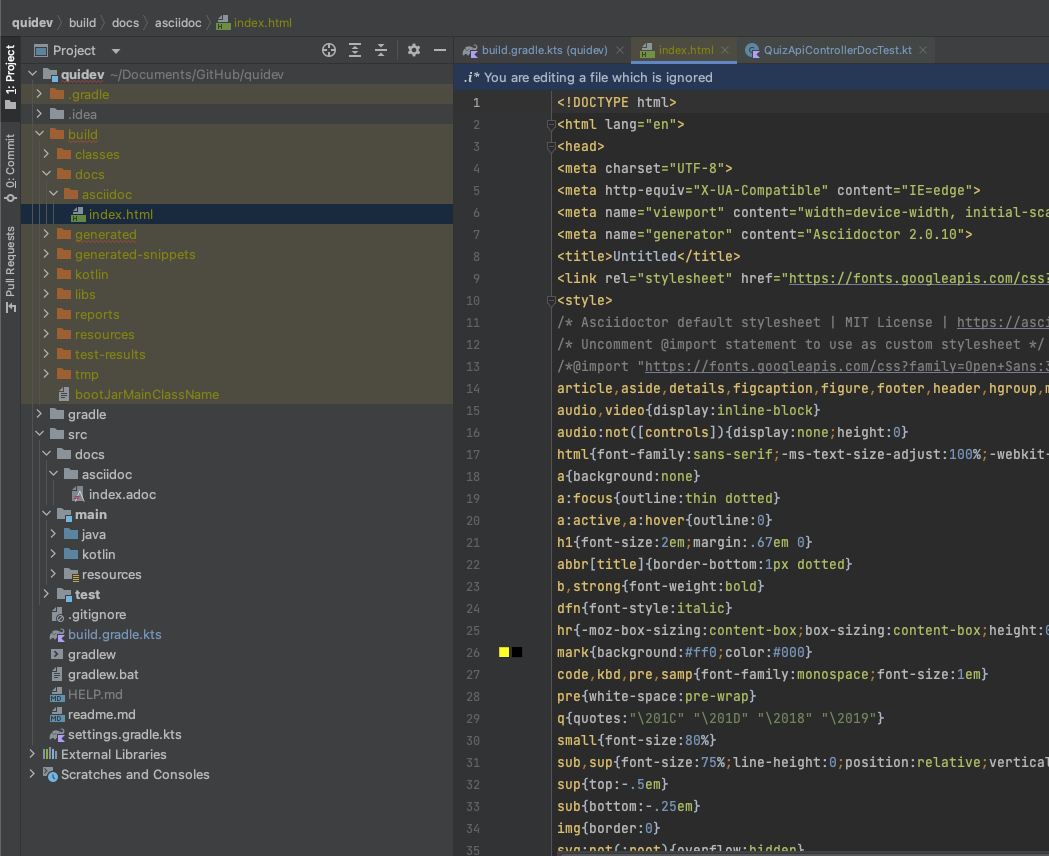 quidev build docs asciidoc index.html
1: Project
0: Commit
Pull Requests
Project
quidev ~/Documents/GitHub/quidev
.gradle
.idea
build
classes
docs
asciidoc
index.html
generated
generated-snippets
kotlin
libs
reports
resources
test-results
tmp
bootJarMainClassName
gradle
src
docs
asciidoc
index.adoc
main
java
kotlin
resources
test
.gitignore
build.gradle.kts
gradlew
gradlew.bat
HELP.md
readme.md
settings.gradle.kts
External Libraries
Scratches and Consoles
build.gradle.kts (quidev) index.html QuizApiControllerDocTest.kt
.i* You are editing a file which is ignored
1 <!DOCTYPE html>
2 <html lang="en">
3 <head>
4 <meta charset="UTF-8">
5 <meta http-equiv="X-UA-Compatible" content="IE=edge">
6 <meta name="viewport" content="width=device-width, initial-sca
7 <meta name="generator" content="Asciidoctor 2.0.10">
8 <title>Untitled</title>
9 <link rel="stylesheet" href="https://fonts.googleapis.com/css?
10 <style>
11 /* Asciidoctor default stylesheet | MIT License | https://asci
12 /* Uncomment @import statement to use as custom stylesheet */
13 /*@import "https://fonts.googleapis.com/css?family=Open+Sans:3
14 article,aside,details,figcaption,figure,footer,header,hgroup,m
15 audio,video{display:inline-block}
16 audio:not([controls]){display:none;height:0}
17 html{font-family:sans-serif;-ms-text-size-adjust:100%;-webkit-
18 a{background:none}
19 a:focus{outline:thin dotted}
20 a:active,a:hover{outline:0}
21 h1{font-size:2em;margin:.67em 0}
22 abbr[title]{border-bottom:1px dotted}
23 b,strong{font-weight:bold}
24 dfn{font-style:italic}
25 hr{-moz-box-sizing:content-box;box-sizing:content-box;height:0
26 mark{background:#ff0;color:#000}
27 code,kbd,pre,samp{font-family:monospace;font-size:1em}
28 pre{white-space:pre-wrap}
29 q{quotes:"\201C" "\201D" "\2018" "\2019"}
30 small{font-size:80%}
31 sub,sup{font-size:75%;line-height:0;position:relative;vertical
32 sup{top:-.5em}
33 sub{bottom:-.25em}
34 img{border:0}
35 svg:not(:root){overflow:hidden}